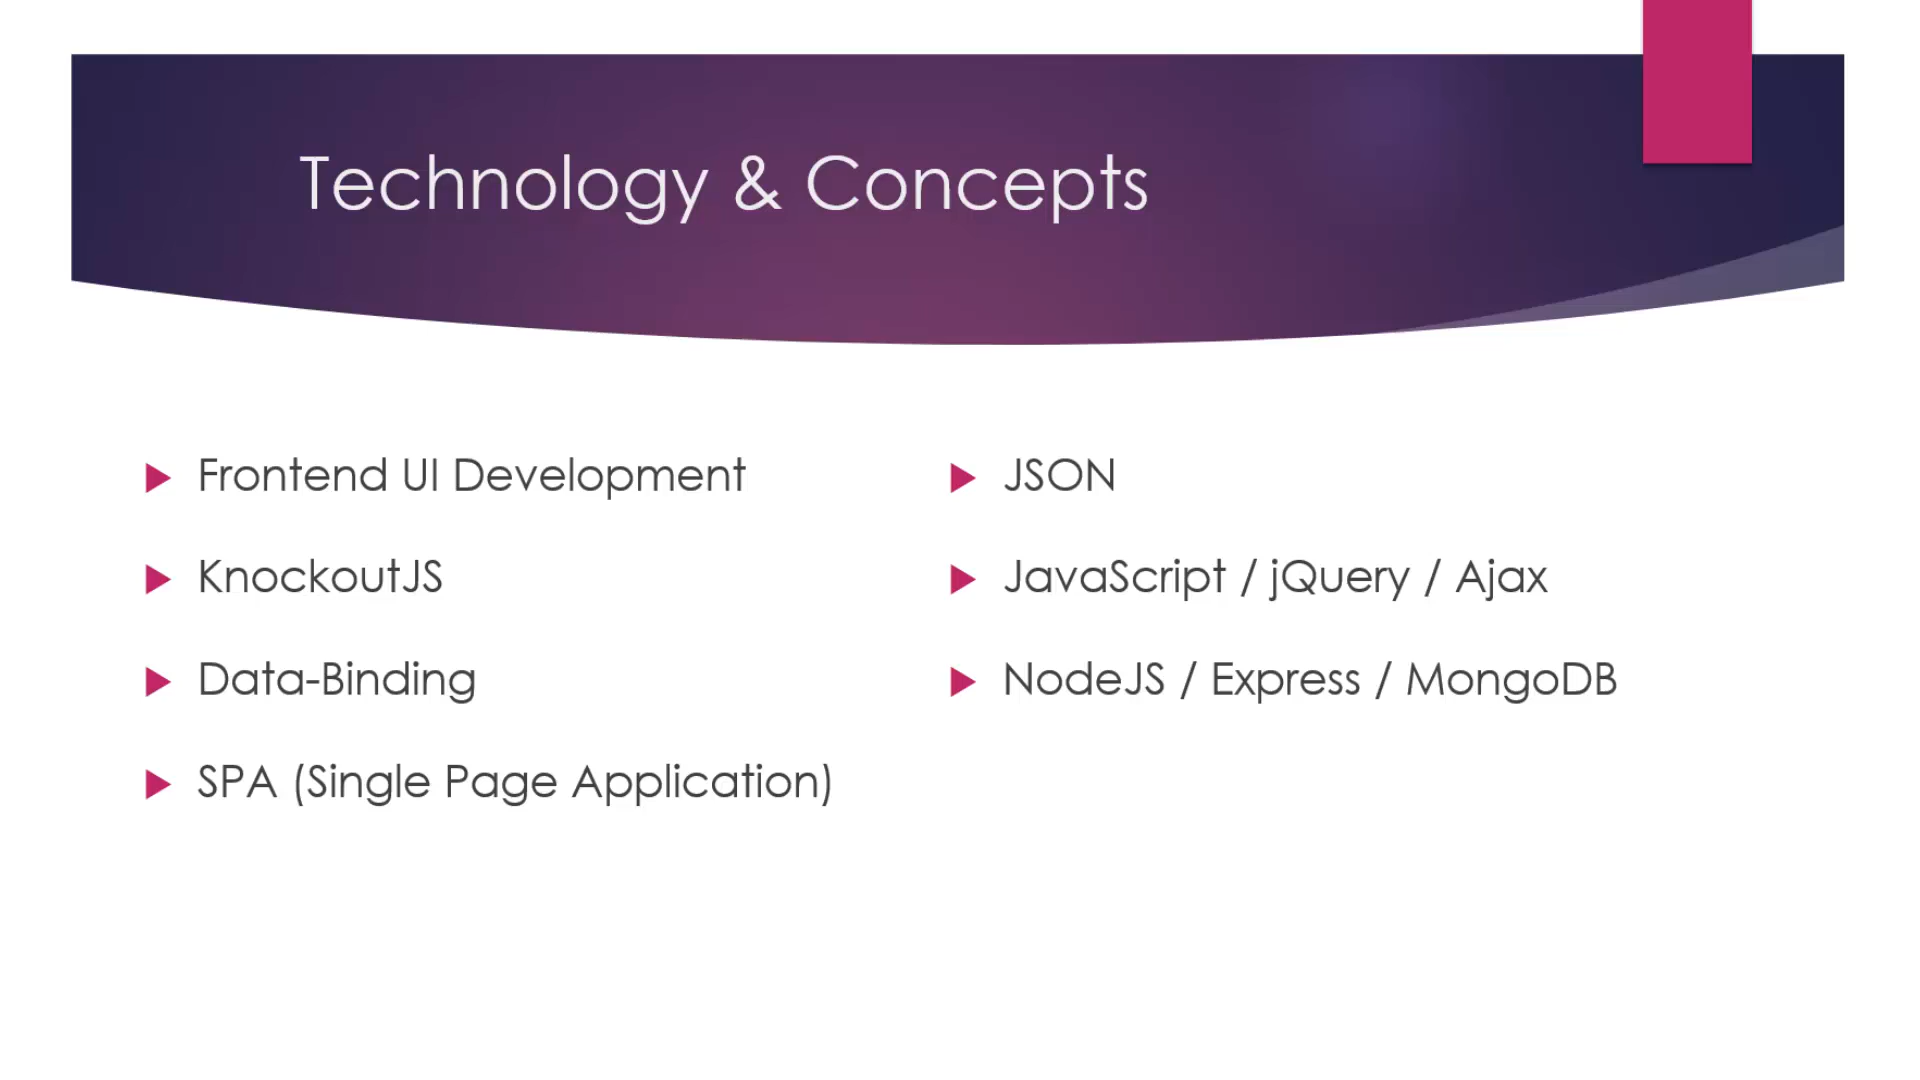 Technology & Concepts
Frontend UI Development
KnockoutJS
Data-Binding
SPA (Single Page Application)
JSON
JavaScript / jQuery / Ajax
NodeJS / Express / MongoDB